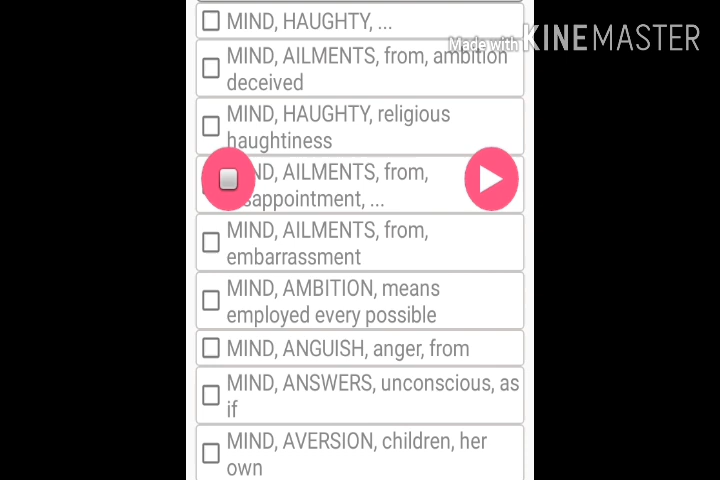 MIND, HAUGHTY, ...
Made with KINEMASTER
MIND, AILMENTS, from, ambition
deceived
MIND, HAUGHTY, religious
haughtiness
ND, AILMENTS, from,
sappointment, ...
MIND, AILMENTS, from,
embarrassment
MIND, AMBITION, means
employed every possible
MIND, ANGUISH, anger, from
MIND, ANSWERS, unconscious, as
if
MIND, AVERSION, children, her
own